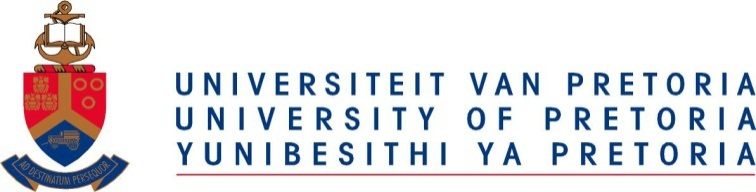 UNIVERSITEIT VAN PRETORIA
UNIVERSITY OF PRETORIA
YUNIBESITHI YA PRETORIA
AD DESTINATUM PERSEQUOR